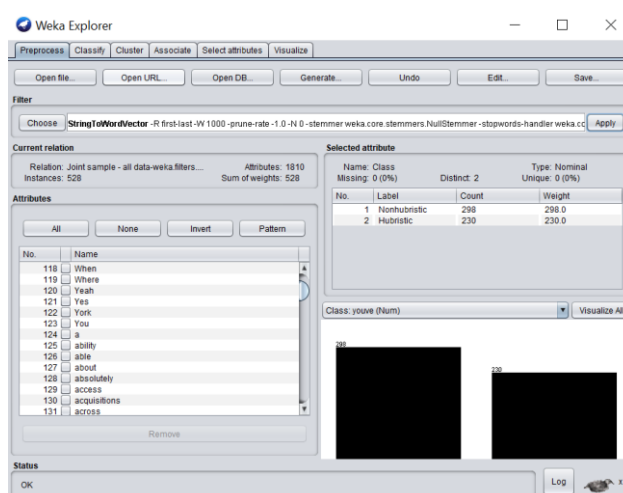 Weka Explorer
Preprocess Classify Cluster Associate Select attributes Visualize
Open file... Open URL... Open DB... Generate... Undo Edit... Save...
Filter
Choose StringToWordVector -R first-last -W 1000 -prune-rate -1.0 -N 0 -stemmer weka.core.stemmers.NullStemmer -stopwords-handler weka.cc Apply
Current relation
Relation: Joint sample - all data-weka.filters.... Attributes: 1810
Instances: 528 Sum of weights: 528
Attributes
All None Invert Pattern
No. Name
118 When
119 Where
120 Yeah
121 Yes
122 York
123 You
124 a
125 ability
126 able
127 about
128 absolutely
129 access
130 acquisitions
131 across
Remove
Selected attribute
Name: Class Type: Nominal
Missing: 0 (0%) Distinct: 2 Unique: 0 (0%)
No. Label Count Weight
1 Nonhubristic 298 298.0
2 Hubristic 230 230.0
Class: youve (Num) Visualize All
298
230
Status
OK
Log x